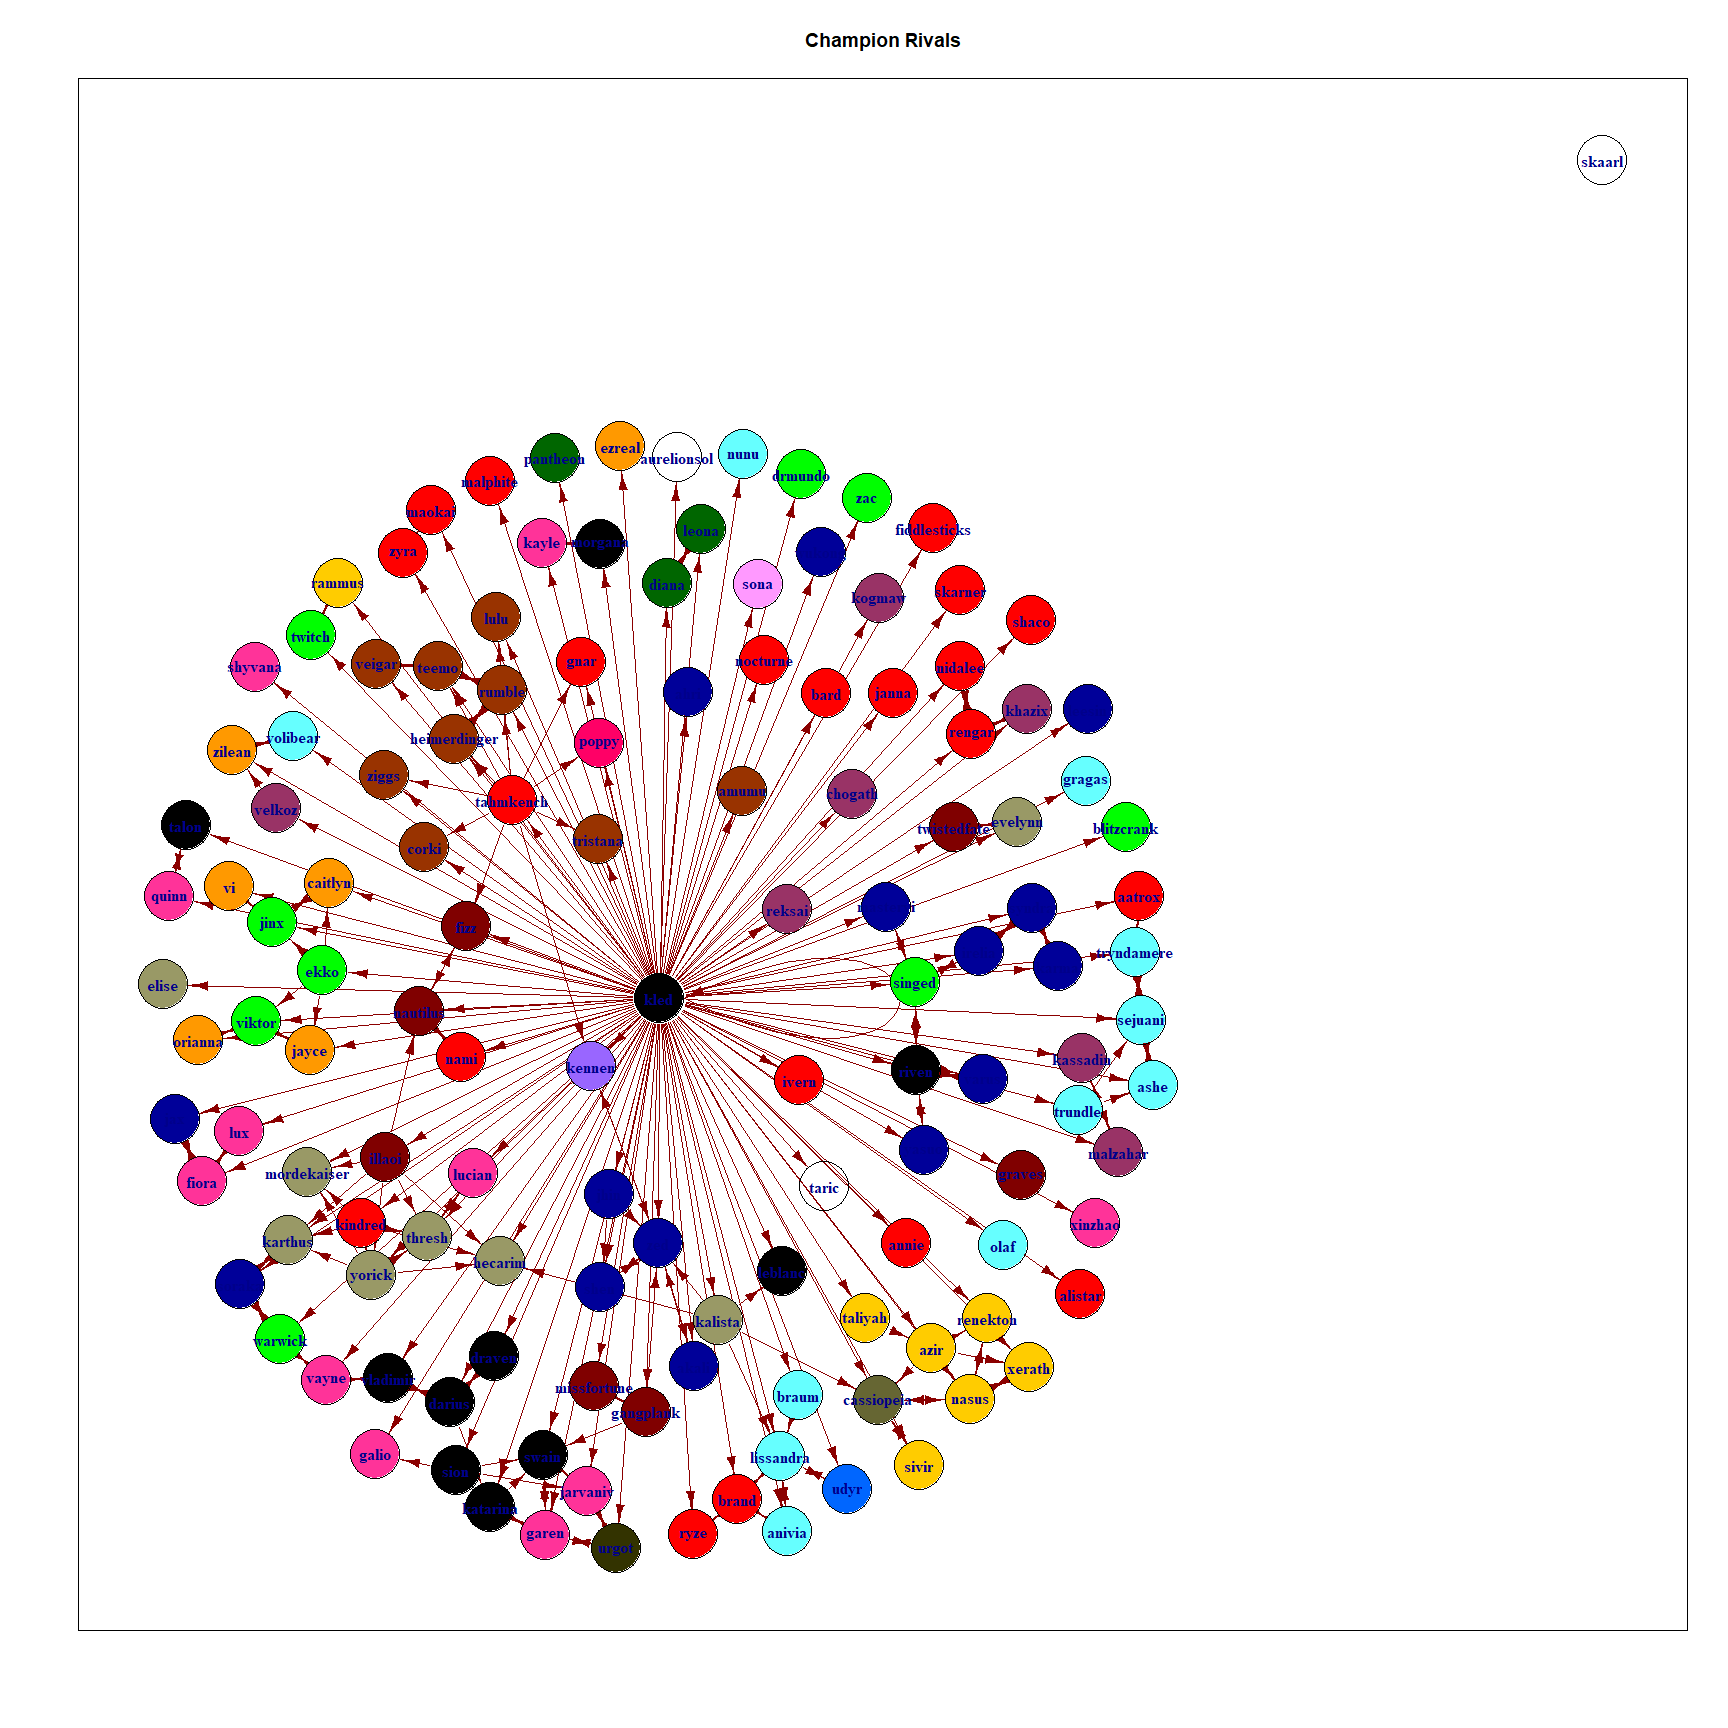 Champion Rivals
skaarl
ezreal
nunu
pantheon
aurelionsol
drmundo
malphite
zac
maokai
fiddlesticks
leona
kayle
morgana
zyra
rammus
diana
sona
kogmaw
skarner
lulu
shaco
twitch
shyvana
veigar
teemo
gnar
nocturne
nidalee
rumble
bard
janna
khazix
rengar
volibear
heimerdinger
poppy
zilean
ziggs
gragas
amumu
chogath
tahmkench
velkoz
talon
twistedfate
evelynn
blitzcrank
tristana
corki
caitlyn
vi
quinn
aatrox
reksai
jinx
fizz
tryndamere
ekko
singed
elise
kled
nautilus
sejuani
viktor
orianna
jayce
nami
kassadin
kennen
riven
ivern
ashe
trundle
lux
malzahar
illaoi
mordekaiser
lucian
graves
fiora
taric
kindred
xinzhao
thresh
karthus
annie
olaf
hecarim
yorick
leblanc
alistar
taliyah
kalista
renekton
warwick
azir
draven
xerath
vayne
vladimir
missfortune
braum
cassiopeia
nasus
darius
gangplank
galio
swain
lissandra
sivir
sion
udyr
jarvaniv
brand
katarina
garen
ryze
anivia
urgot